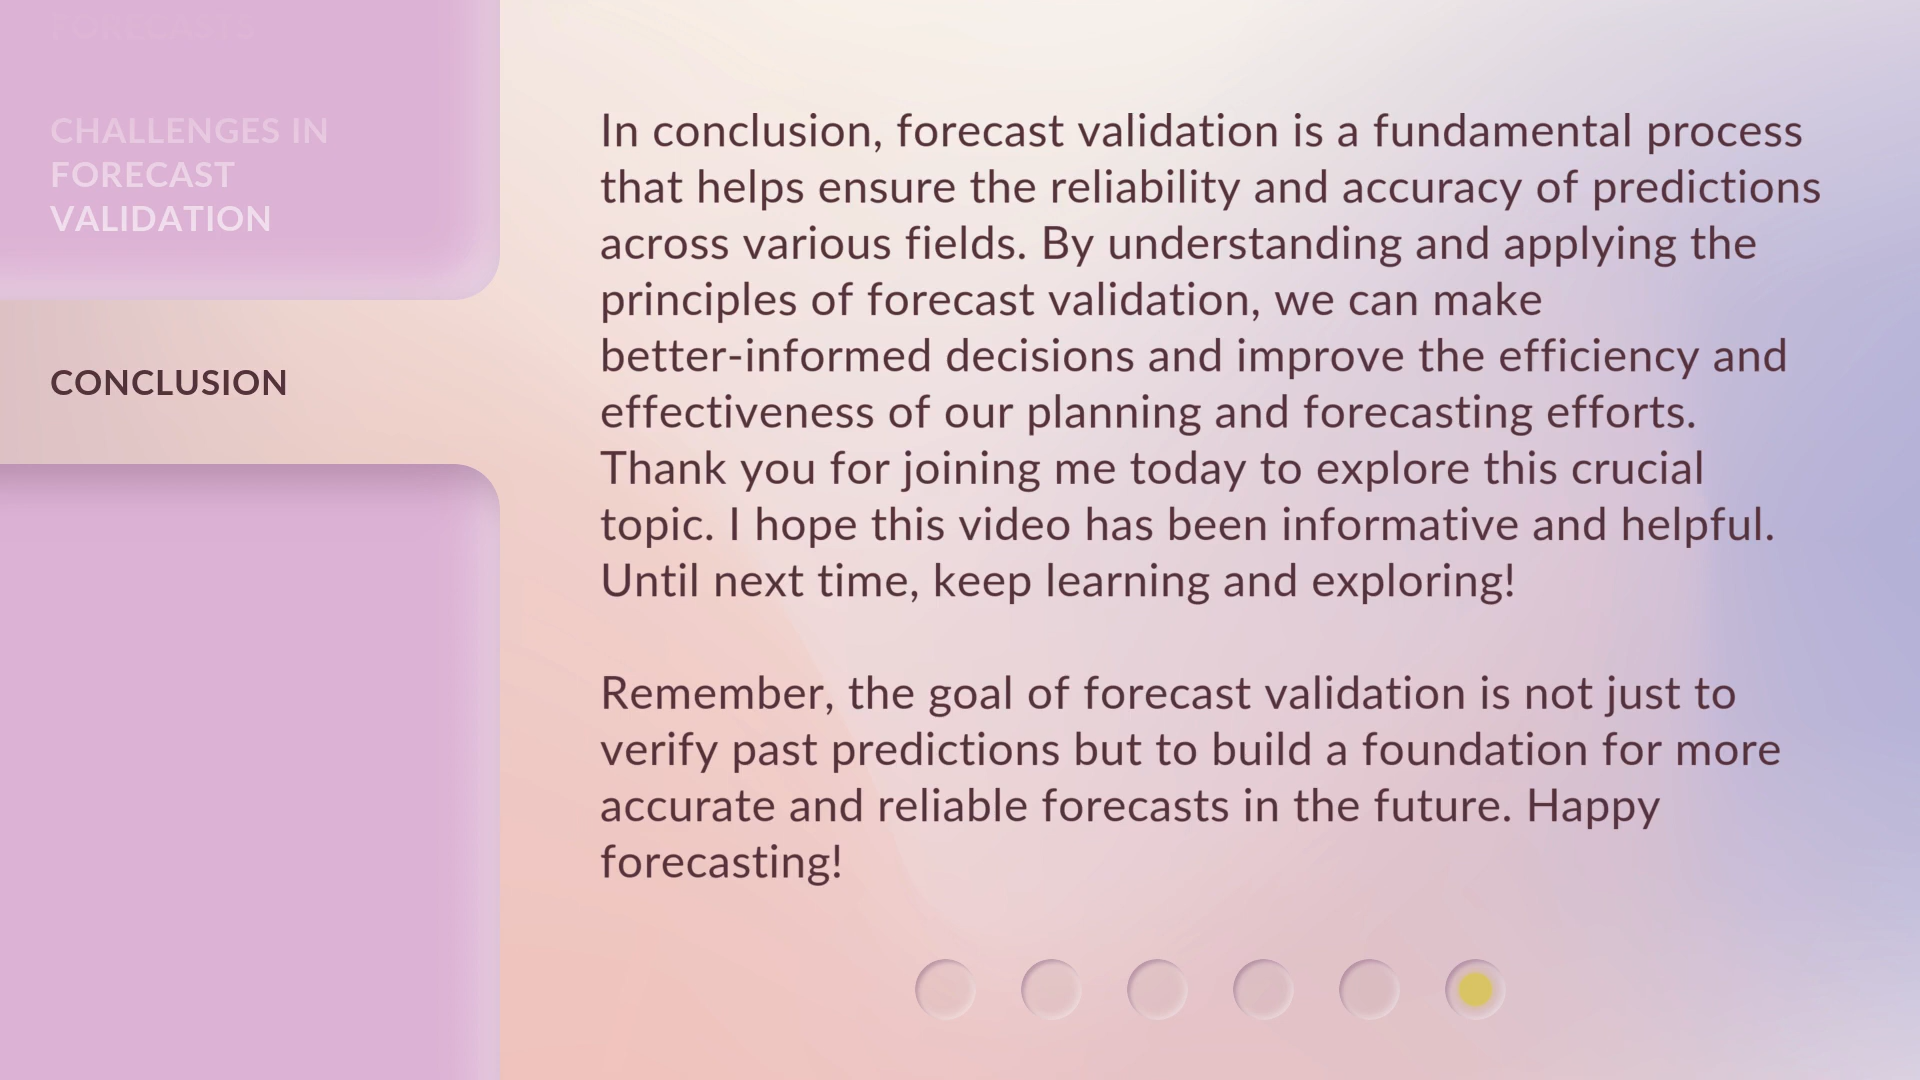 FORECASTS
CHALLENGES IN
FORECAST
VALIDATION
CONCLUSION
In conclusion, forecast validation is a fundamental process
that helps ensure the reliability and accuracy of predictions
across various fields. By understanding and applying the
principles of forecast validation, we can make
better-informed decisions and improve the efficiency and
effectiveness of our planning and forecasting efforts.
Thank you for joining me today to explore this crucial
topic. I hope this video has been informative and helpful.
Until next time, keep learning and exploring!
Remember, the goal of forecast validation is not just to
verify past predictions but to build a foundation for more
accurate and reliable forecasts in the future. Happy
forecasting!